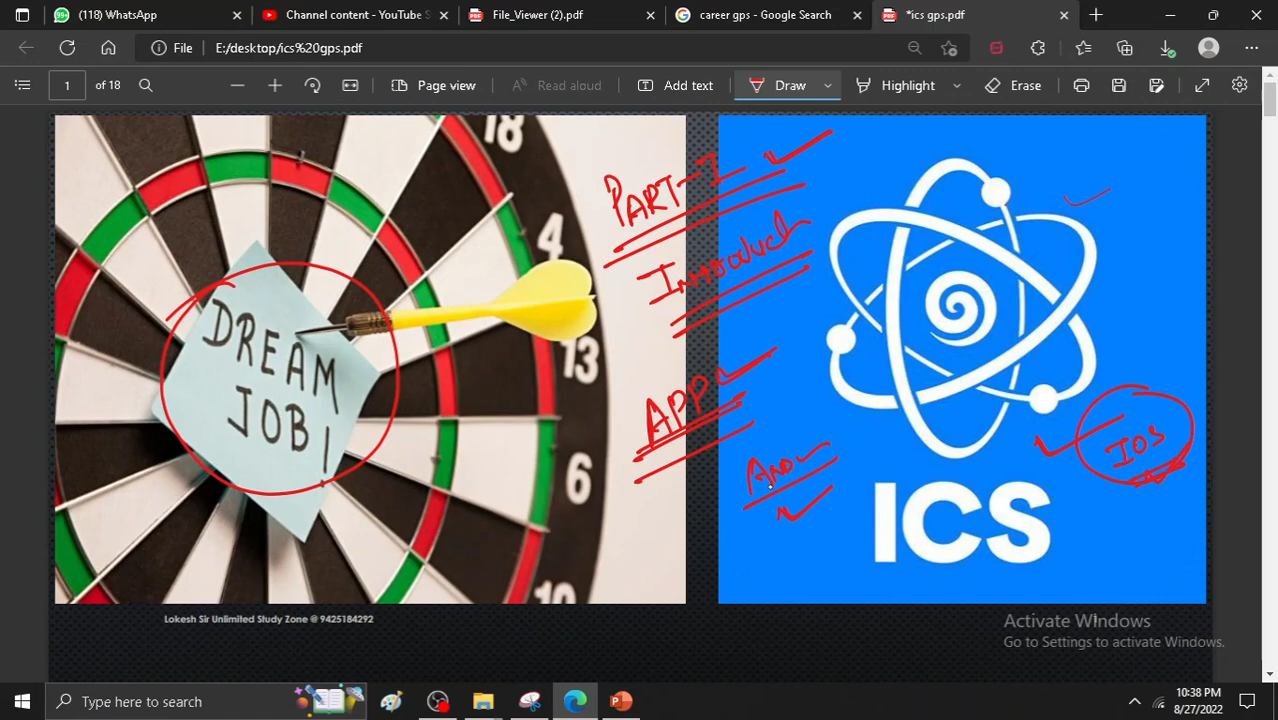 (118) WhatsApp
Channel content - YouTube S
File_Viewer (2).pdf
career gps - Google Search
*ics gps.pdf
File
E:/desktop/ics%20gps.pdf
1 of 18
Page view
Read aloud
Add text
Draw
Highlight
Erase
18
4
13
6
10
DREAM
JOB!
PART-I
Introduct
APP
AND
IOS
ICS
Lokesh Sir Unlimited Study Zone @ 9425184292
Activate Windows
Go to Settings to activate Windows.
Type here to search
10:38 PM
8/27/2022